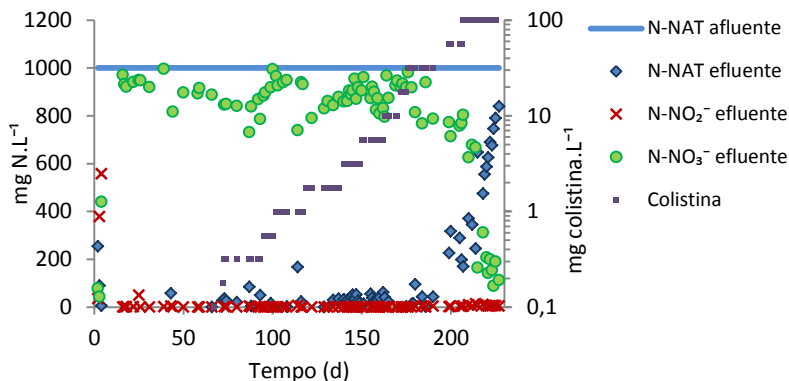 mg N.L⁻¹
1200
1000
800
600
400
200
0
0
50
100
150
200
Tempo (d)
100
10
1
0,1
mg colistina.L⁻¹
N-NAT afluente
N-NAT efluente
N-NO₂⁻ efluente
N-NO₃⁻ efluente
Colistina